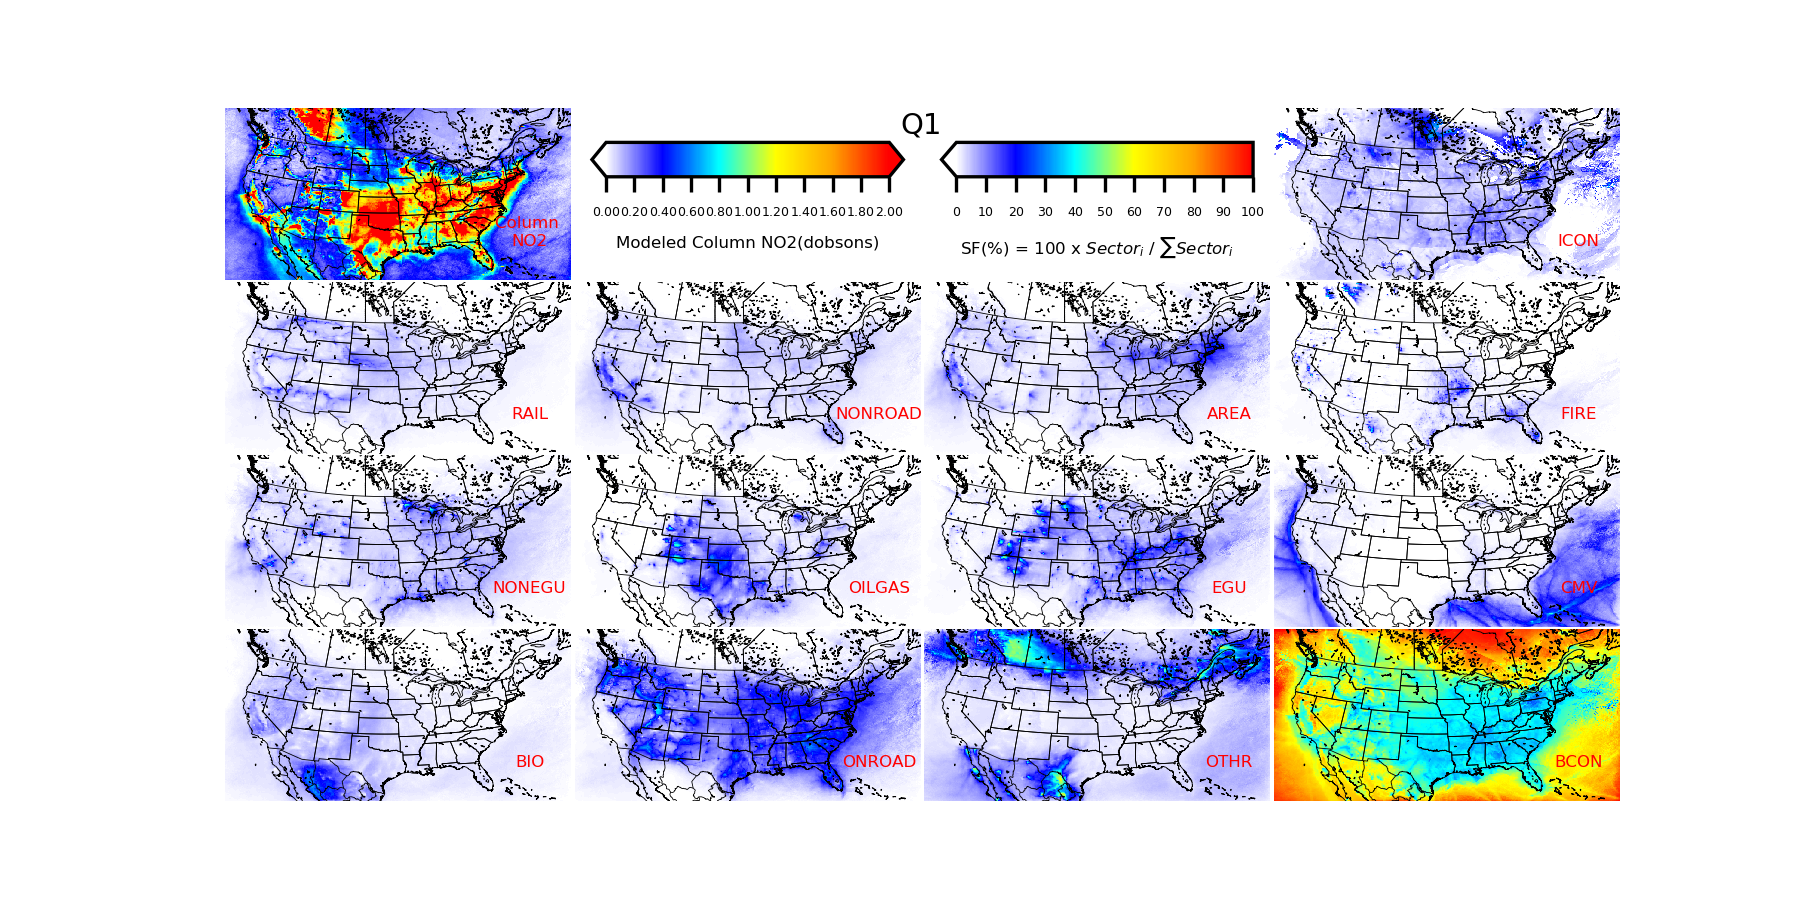 Q1
Column
NO2
0.00 0.20 0.40 0.60 0.80 1.00 1.20 1.40 1.60 1.80 2.00
Modeled Column NO2(dobsons)
0 10 20 30 40 50 60 70 80 90 100
SF(%) = 100 x Sectorᵢ / ∑Sectorᵢ
ICON
RAIL
NONROAD
AREA
FIRE
NONEGU
OILGAS
EGU
CMV
BIO
ONROAD
OTHR
BCON